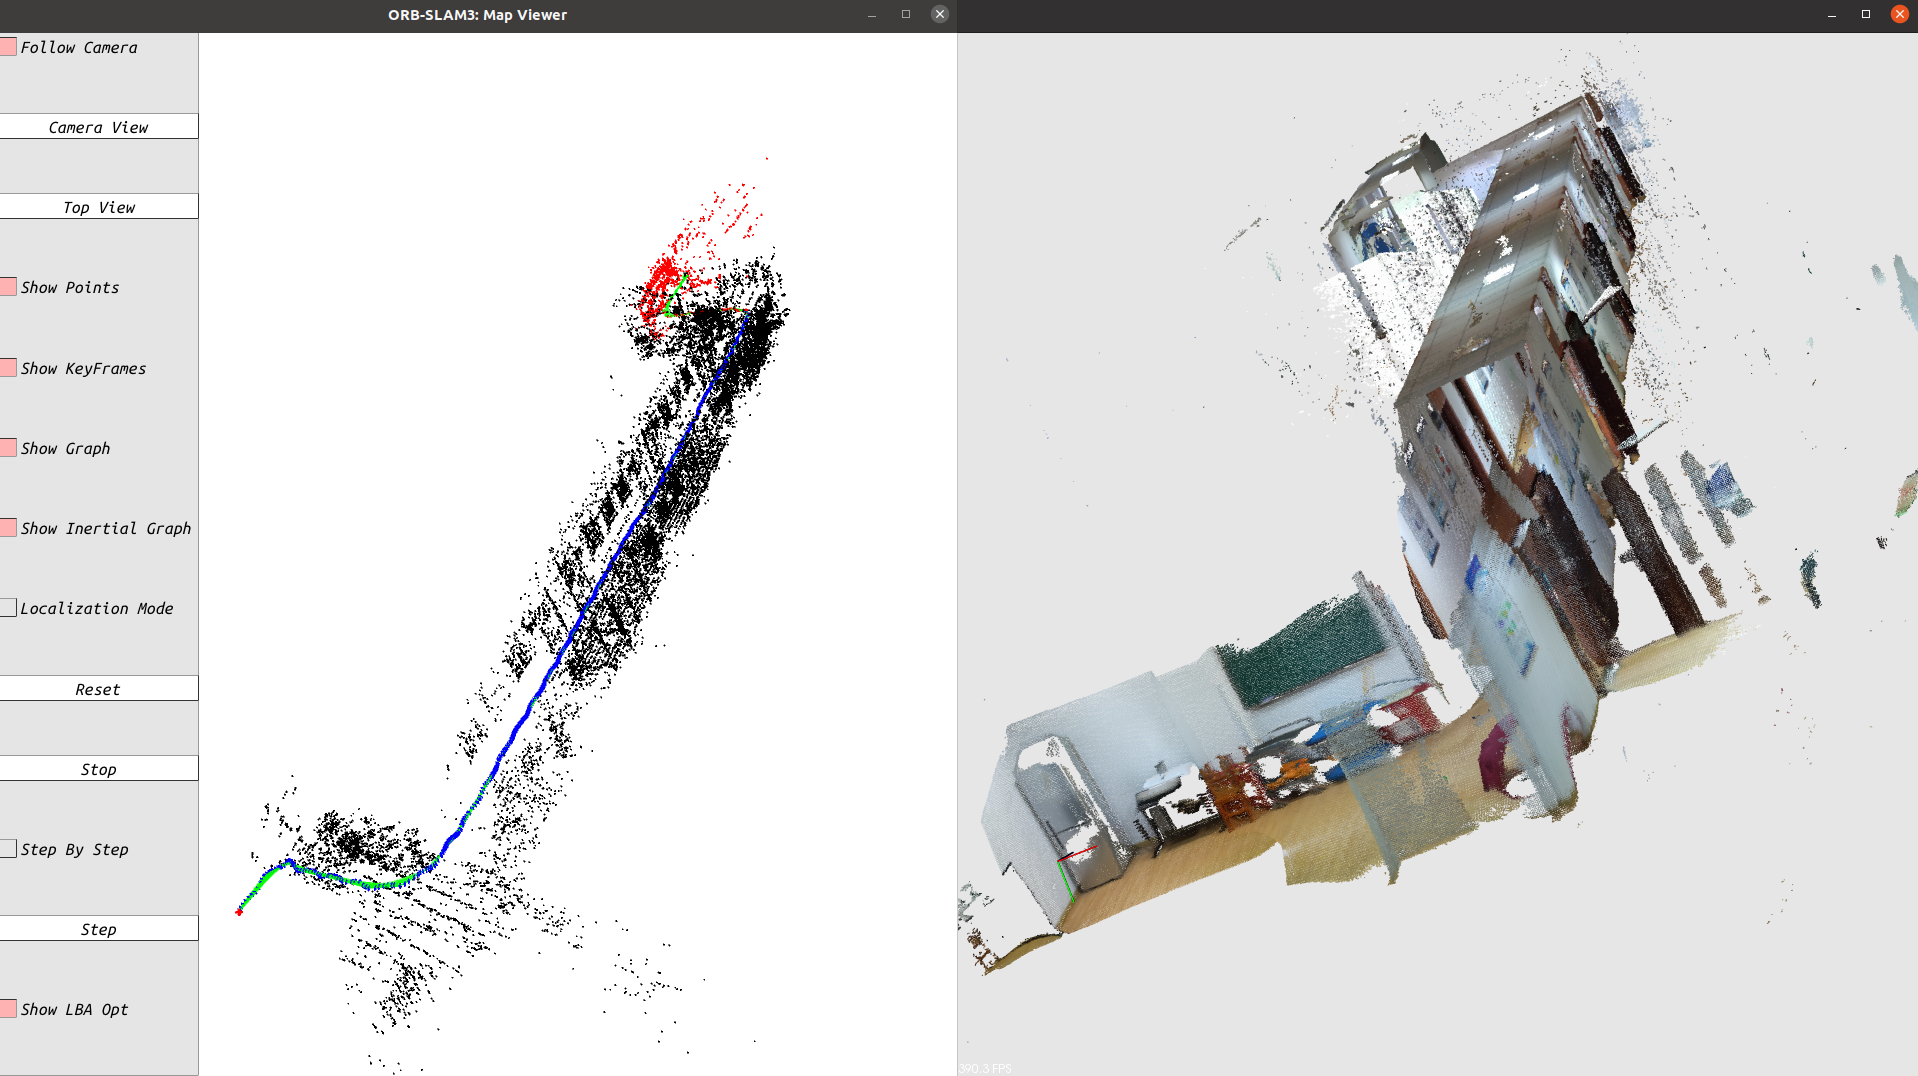 ORB-SLAM3: Map Viewer
Follow Camera
Camera View
Top View
Show Points
Show KeyFrames
Show Graph
Show Inertial Graph
Localization Mode
Reset
Stop
Step By Step
Step
Show LBA Opt
390.3 FPS